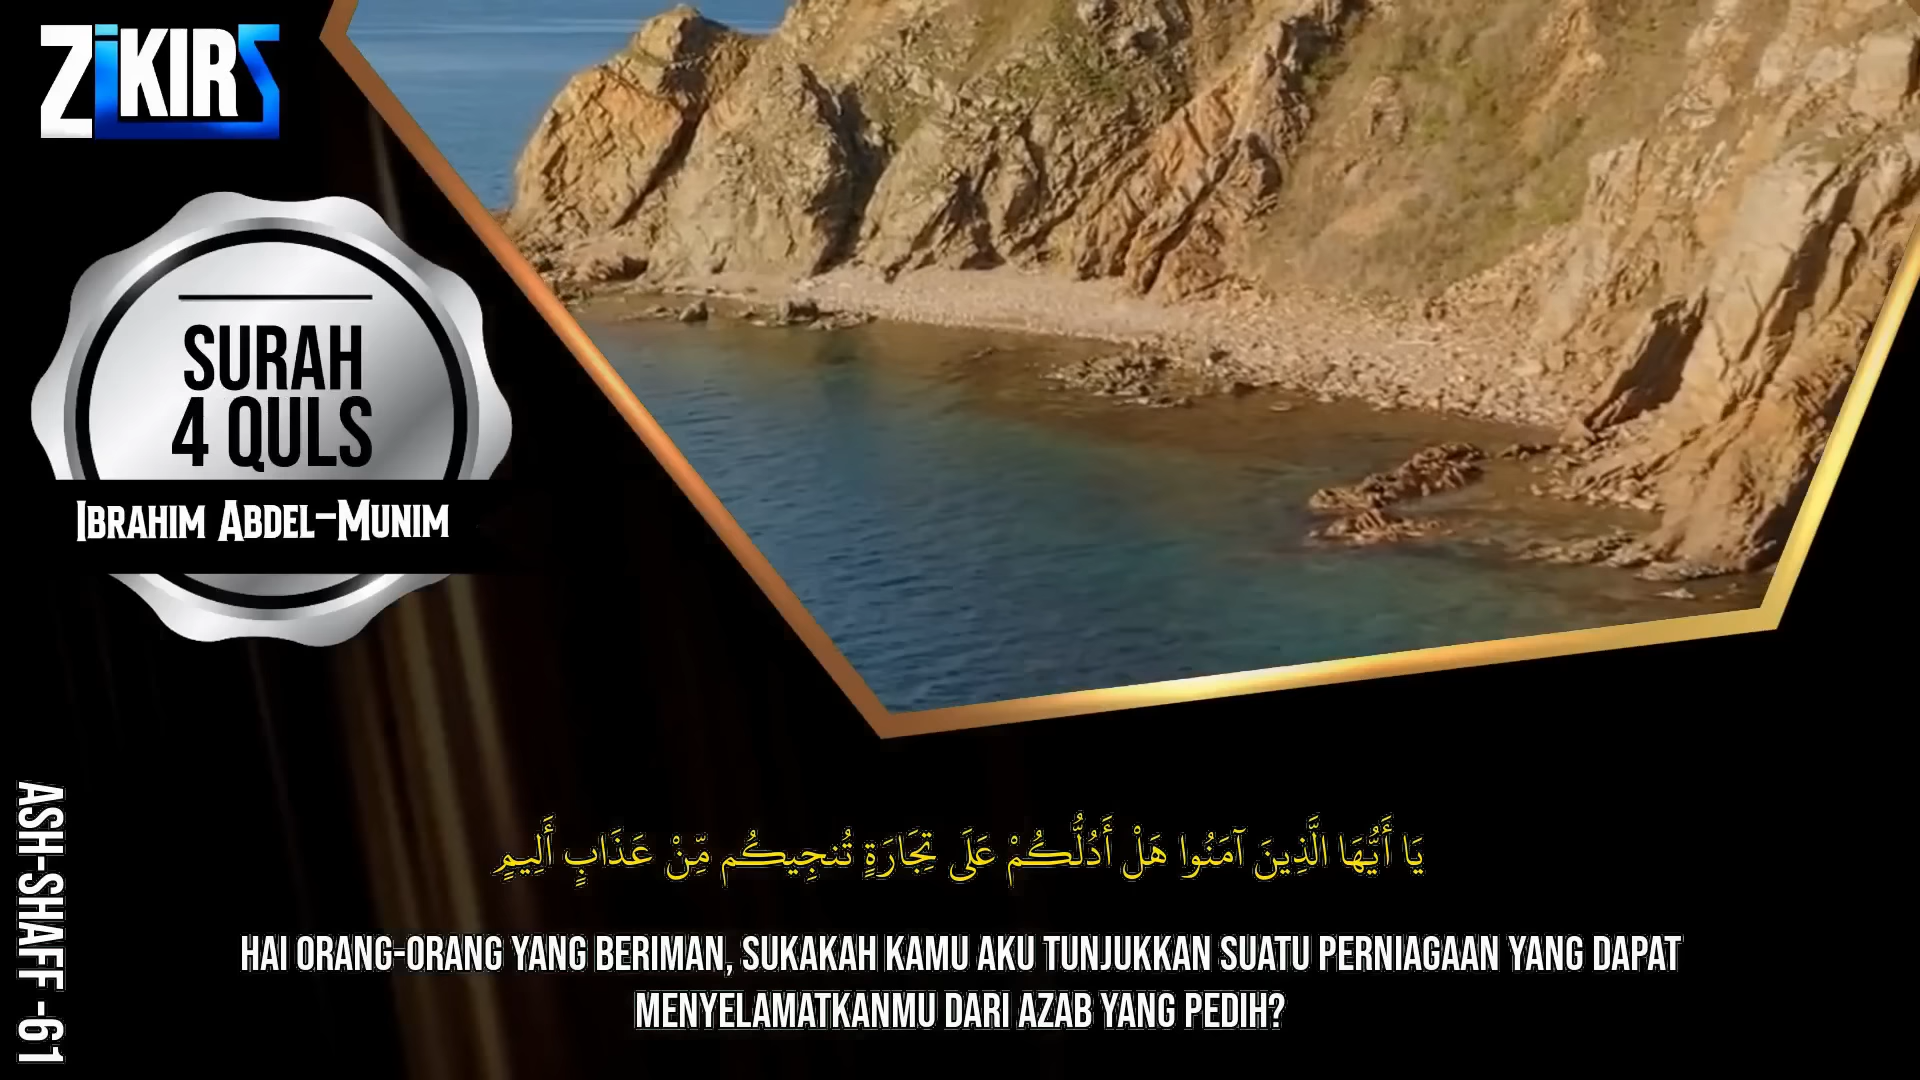 ZiKIRS
SURAH
4 QULS
IBRAHIM ABDEL-MUNIM
يَا أَيُّهَا الَّذِينَ آمَنُوا هَلْ أَدُلُّكُمْ عَلَى تِجَارَةٍ تُنجِيكُم مِّنْ عَذَابٍ أَلِيمٍ
HAI ORANG-ORANG YANG BERIMAN, SUKAKAH KAMU AKU TUNJUKKAN SUATU PERNIAGAAN YANG DAPAT
MENYELAMATKANMU DARI AZAB YANG PEDIH?
ASH-SHAFF -61